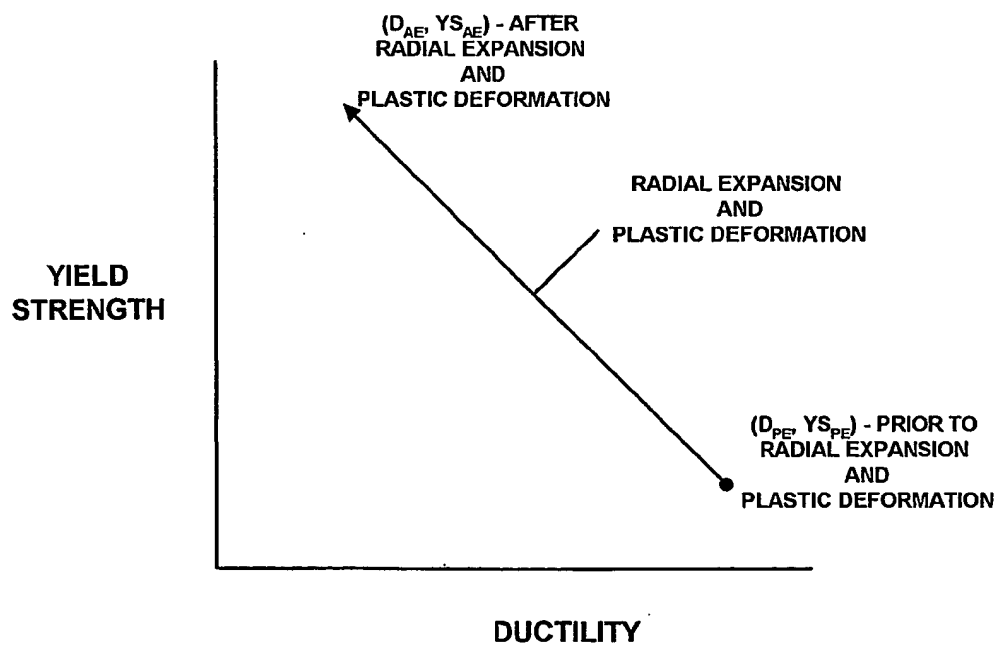 (D_AE, YS_AE) - AFTER
RADIAL EXPANSION
AND
PLASTIC DEFORMATION
RADIAL EXPANSION
AND
PLASTIC DEFORMATION
YIELD
STRENGTH
(D_PE, YS_PE) - PRIOR TO
RADIAL EXPANSION
AND
PLASTIC DEFORMATION
DUCTILITY